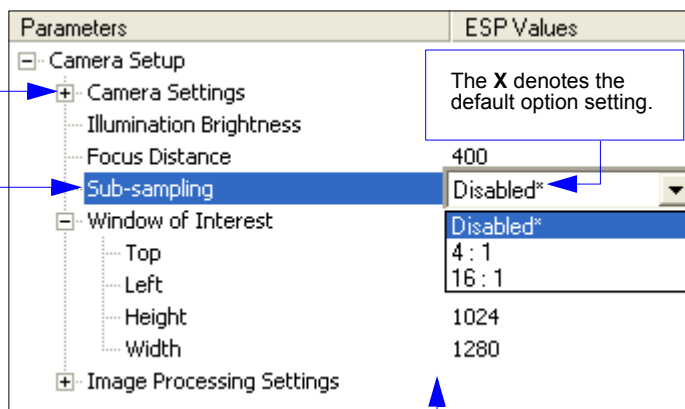 Parameters ESP Values
Camera Setup
The X denotes the
default option setting.
Camera Settings
Illumination Brightness
Focus Distance 400
Sub-sampling Disabled*
Window of Interest Disabled*
Top 4 : 1
Left 16 : 1
Height 1024
Width 1280
Image Processing Settings